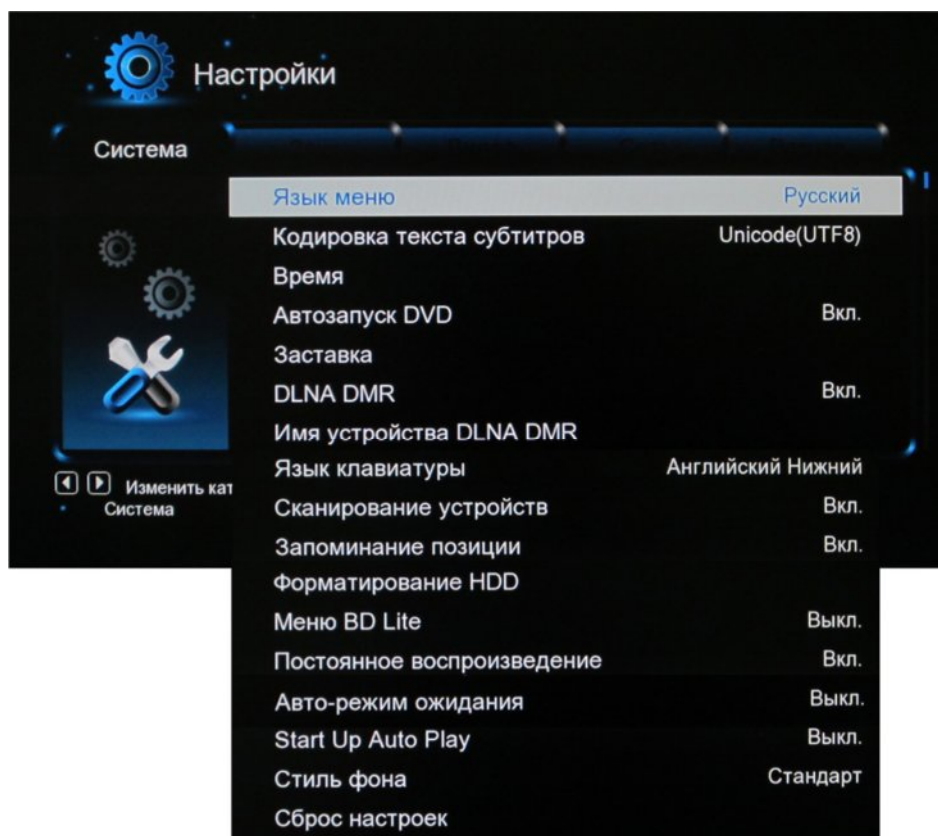 Настройки
Система
Язык меню Русский
Кодировка текста субтитров Unicode(UTF8)
Время
Автозапуск DVD Вкл.
Заставка
DLNA DMR Вкл.
Имя устройства DLNA DMR
Язык клавиатуры Английский Нижний
Сканирование устройств Вкл.
Запоминание позиции Вкл.
Форматирование HDD
Меню BD Lite Выкл.
Постоянное воспроизведение Вкл.
Авто-режим ожидания Выкл.
Start Up Auto Play Выкл.
Стиль фона Стандарт
Сброс настроек
Изменить кат
Система